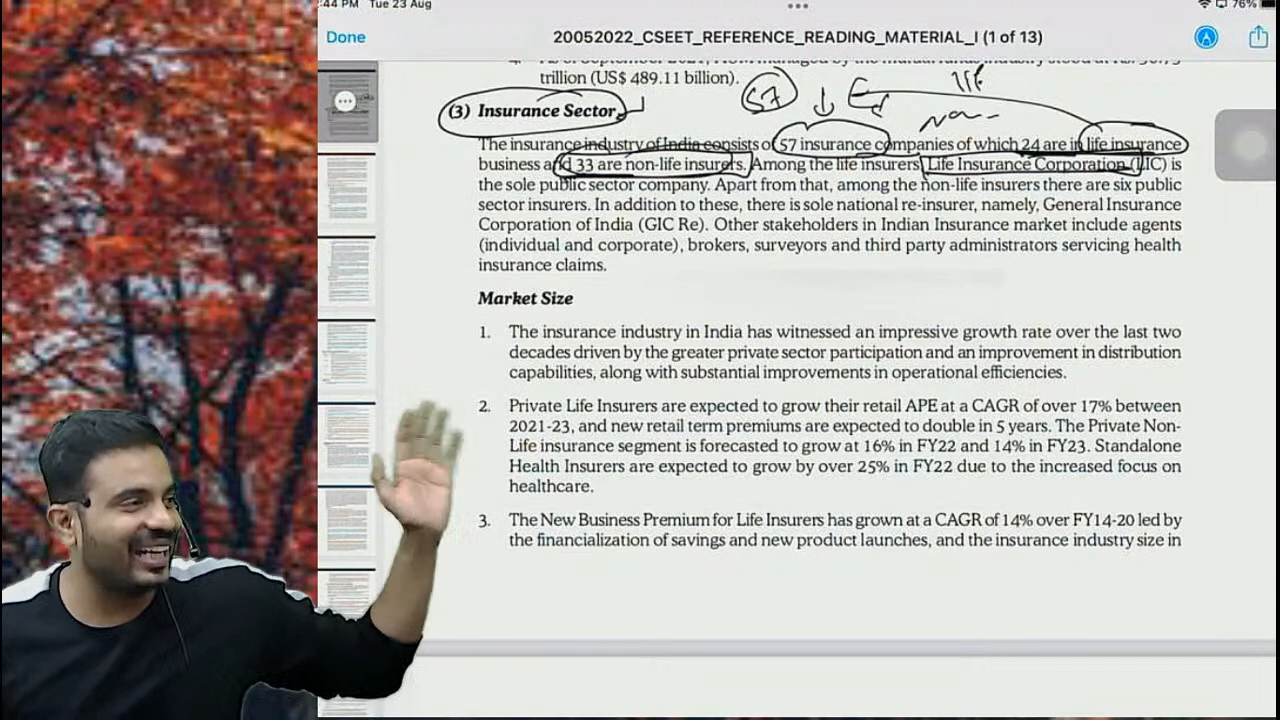 :44 PM Tue 23 Aug
76%
Done
20052022_CSEET_REFERENCE_READING_MATERIAL_I (1 of 13)
trillion (US$ 489.11 billion).
57
life
non-
(3) Insurance Sector
The insurance industry of India consists of 57 insurance companies of which 24 are in life insurance
business and 33 are non-life insurers. Among the life insurers, Life Insurance Corporation (LIC) is
the sole public sector company. Apart from that, among the non-life insurers there are six public
sector insurers. In addition to these, there is sole national re-insurer, namely, General Insurance
Corporation of India (GIC Re). Other stakeholders in Indian Insurance market include agents
(individual and corporate), brokers, surveyors and third party administrators servicing health
insurance claims.
Market Size
1. The insurance industry in India has witnessed an impressive growth rate over the last two
decades driven by the greater private sector participation and an improvement in distribution
capabilities, along with substantial improvements in operational efficiencies.
2. Private Life Insurers are expected to grow their retail APE at a CAGR of over 17% between
2021-23, and new retail term premiums are expected to double in 5 years. The Private Non-
Life insurance segment is forecasted to grow at 16% in FY22 and 14% in FY23. Standalone
Health Insurers are expected to grow by over 25% in FY22 due to the increased focus on
healthcare.
3. The New Business Premium for Life Insurers has grown at a CAGR of 14% over FY14-20 led by
the financialization of savings and new product launches, and the insurance industry size in